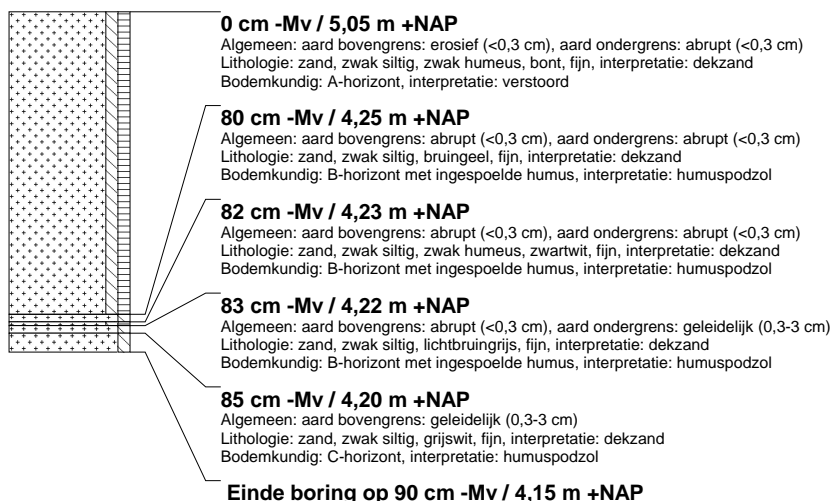 0 cm -Mv / 5,05 m +NAP
Algemeen: aard bovengrens: erosief (<0,3 cm), aard ondergrens: abrupt (<0,3 cm)
Lithologie: zand, zwak siltig, zwak humeus, bont, fijn, interpretatie: dekzand
Bodemkundig: A-horizont, interpretatie: verstoord
80 cm -Mv / 4,25 m +NAP
Algemeen: aard bovengrens: abrupt (<0,3 cm), aard ondergrens: abrupt (<0,3 cm)
Lithologie: zand, zwak siltig, bruingeel, fijn, interpretatie: dekzand
Bodemkundig: B-horizont met ingespoelde humus, interpretatie: humuspodzol
82 cm -Mv / 4,23 m +NAP
Algemeen: aard bovengrens: abrupt (<0,3 cm), aard ondergrens: abrupt (<0,3 cm)
Lithologie: zand, zwak siltig, zwak humeus, zwartwit, fijn, interpretatie: dekzand
Bodemkundig: B-horizont met ingespoelde humus, interpretatie: humuspodzol
83 cm -Mv / 4,22 m +NAP
Algemeen: aard bovengrens: abrupt (<0,3 cm), aard ondergrens: geleidelijk (0,3-3 cm)
Lithologie: zand, zwak siltig, lichtbruingrijs, fijn, interpretatie: dekzand
Bodemkundig: B-horizont met ingespoelde humus, interpretatie: humuspodzol
85 cm -Mv / 4,20 m +NAP
Algemeen: aard bovengrens: geleidelijk (0,3-3 cm)
Lithologie: zand, zwak siltig, grijswit, fijn, interpretatie: dekzand
Bodemkundig: C-horizont, interpretatie: humuspodzol
Einde boring op 90 cm -Mv / 4,15 m +NAP